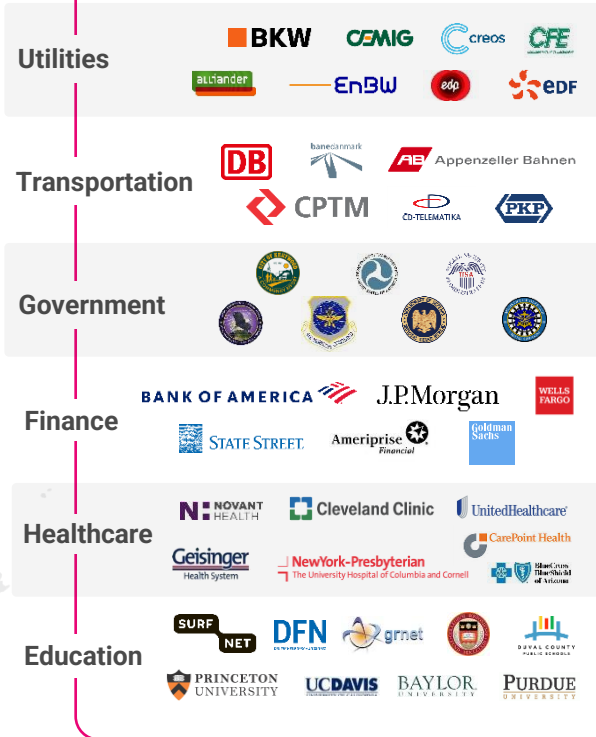 Utilities
BKW
CEMIG
creos
CFE
alliander
EnBW
edp
eDF
Transportation
DB
banedanmark
AB Appenzeller Bahnen
CPTM
ČD-TELEMATIKA
PKP
Government
USA
Finance
BANK OF AMERICA
J.P.Morgan
WELLS
FARGO
STATE STREET.
Ameriprise
Financial
Goldman
Sachs
Healthcare
N NOVANT
HEALTH
Cleveland Clinic
UnitedHealthcare
Geisinger
Health System
NewYork-Presbyterian
The University Hospital of Columbia and Cornell
CarePoint Health
BlueCross
BlueShield
of Arizona
Education
SURF
NET
DFN
grnet
DUVAL COUNTY
PUBLIC SCHOOLS
PRINCETON
UNIVERSITY
UCDAVIS
BAYLOR
UNIVERSITY
PURDUE
UNIVERSITY